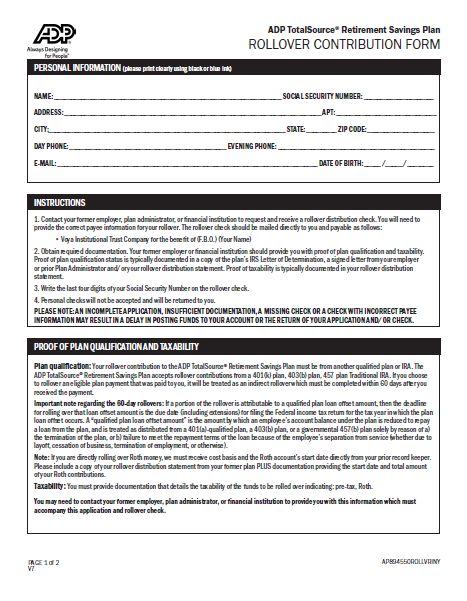 ADP
Always Designing
for People®
ADP TotalSource® Retirement Savings Plan
ROLLOVER CONTRIBUTION FORM
PERSONAL INFORMATION (please print clearly using black or blue ink)
NAME: SOCIAL SECURITY NUMBER:
ADDRESS: APT:
CITY: STATE: ZIP CODE:
DAY PHONE: EVENING PHONE:
E-MAIL: DATE OF BIRTH: / /
INSTRUCTIONS
1. Contact your former employer, plan administrator, or financial institution to request and receive a rollover distribution check. You will need to
provide the correct payee information for your rollover. The rollover check should be mailed directly to you and payable as follows:
• Voya Institutional Trust Company for the benefit of (F.B.O.) (Your Name)
2. Obtain required documentation. Your former employer or financial institution should provide you with proof of plan qualification and taxability.
Proof of plan qualification status is typically documented in a copy of the plan's IRS Letter of Determination, a signed letter from your employer
or prior Plan Administrator and/ or your rollover distribution statement. Proof of taxability is typically documented in your rollover distribution
statement.
3. Write the last four digits of your Social Security Number on the rollover check.
4. Personal checks will not be accepted and will be returned to you.
PLEASE NOTE: AN INCOMPLETE APPLICATION, INSUFFICIENT DOCUMENTATION, A MISSING CHECK OR A CHECK WITH INCORRECT PAYEE
INFORMATION MAY RESULT IN A DELAY IN POSTING FUNDS TO YOUR ACCOUNT OR THE RETURN OF YOUR APPLICATION AND/ OR CHECK.
PROOF OF PLAN QUALIFICATION AND TAXABILITY
Plan qualification: Your rollover contribution to the ADP TotalSource® Retirement Savings Plan must be from another qualified plan or IRA. The
ADP TotalSource® Retirement Savings Plan accepts rollover contributions from a 401(k) plan, 403(b) plan, 457 plan Traditional IRA. If you choose
to rollover an eligible plan payment that was paid to you, it will be treated as an indirect rollover which must be completed within 60 days after you
received the payment.
Important note regarding the 60-day rollovers: If a portion of the rollover is attributable to a qualified plan loan offset amount, then the deadline
for rolling over that loan offset amount is the due date (including extensions) for filing the Federal income tax return for the tax year in which the plan
loan offset occurs. A "qualified plan loan offset" is the amount by which an employee's account under the plan is reduced to repay
a loan from the plan, and is treated as distributed from a 401(a)-qualified plan, a 403(b) plan, or a governmental 457(b) plan solely by reason of a)
the termination of the plan, or b) failure to meet the repayment terms of the loan because of the employee's separation from service (whether due to
layoff, cessation of business, termination of employment, or otherwise).
Note: If you are directly rolling over Roth money, we must receive cost basis and the Roth account's start date directly from your prior record keeper.
Please include a copy of your rollover distribution statement from your former plan PLUS documentation providing the start date and total amount
of your Roth contributions.
Taxability: You must provide documentation that details the taxability of the funds to be rolled over indicating: pre-tax, Roth.
You may need to contact your former employer, plan administrator, or financial institution to provide you with this information which must
accompany this application and rollover check.
PAGE 1 of 2
V7
AP894550ROLLVRINY